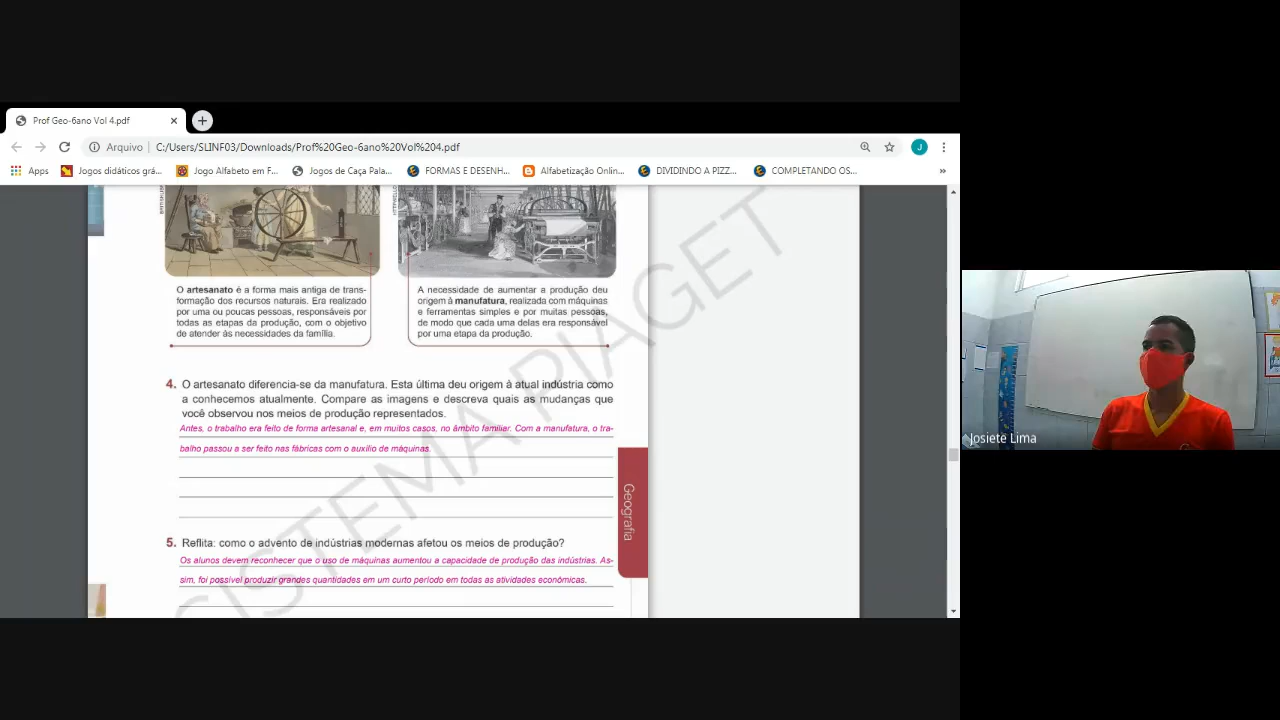 Prof Geo-6ano Vol 4.pdf
Arquivo
C:/Users/SLINF03/Downloads/Prof%20Geo-6ano%20Vol%204.pdf
J
Apps
Jogos didáticos grá...
Jogo Alfabeto em F...
Jogos de Caça Pala...
FORMAS E DESENH...
Alfabetização Onlin...
DIVIDINDO A PIZZ...
COMPLETANDO OS...
O artesanato é a forma mais antiga de trans-
formação dos recursos naturais. Era realizado
por uma ou poucas pessoas, responsáveis por
todas as etapas da produção, com o objetivo
de atender às necessidades da família.
A necessidade de aumentar a produção deu
origem à manufatura, realizada com máquinas
e ferramentas simples e por muitas pessoas,
de modo que cada uma delas era responsável
por uma etapa da produção.
4. O artesanato diferencia-se da manufatura. Esta última deu origem à atual indústria como
a conhecemos atualmente. Compare as imagens e descreva quais as mudanças que
você observou nos meios de produção representados.
Antes, o trabalho era feito de forma artesanal e, em muitos casos, no âmbito familiar. Com a manufatura, o tra-
balho passou a ser feito nas fábricas com o auxílio de máquinas.
5. Reflita: como o advento de indústrias modernas afetou os meios de produção?
Os alunos devem reconhecer que o uso de máquinas aumentou a capacidade de produção das indústrias. As-
sim, foi possível produzir grandes quantidades em um curto período em todas as atividades econômicas.
Geografia
SISTEMA PIAGET
Josiete Lima